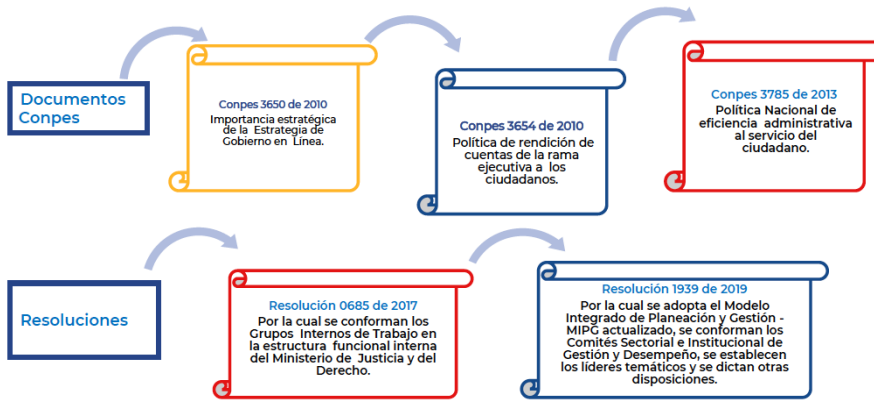 Documentos
Conpes
Conpes 3650 de 2010
Importancia estratégica
de la Estrategia de
Gobierno en Línea.
Conpes 3654 de 2010
Política de rendición de
cuentas de la rama
ejecutiva a los
ciudadanos.
Conpes 3785 de 2013
Política Nacional de
eficiencia administrativa
al servicio del
ciudadano.
Resoluciones
Resolución 0685 de 2017
Por la cual se conforman los
Grupos Internos de Trabajo en
la estructura funcional interna
del Ministerio de Justicia y del
Derecho.
Resolución 1939 de 2019
Por la cual se adopta el Modelo
Integrado de Planeación y Gestión -
MIPG actualizado, se conforman los
Comités Sectorial e Institucional de
Gestión y Desempeño, se establecen
los líderes temáticos y se dictan otras
disposiciones.